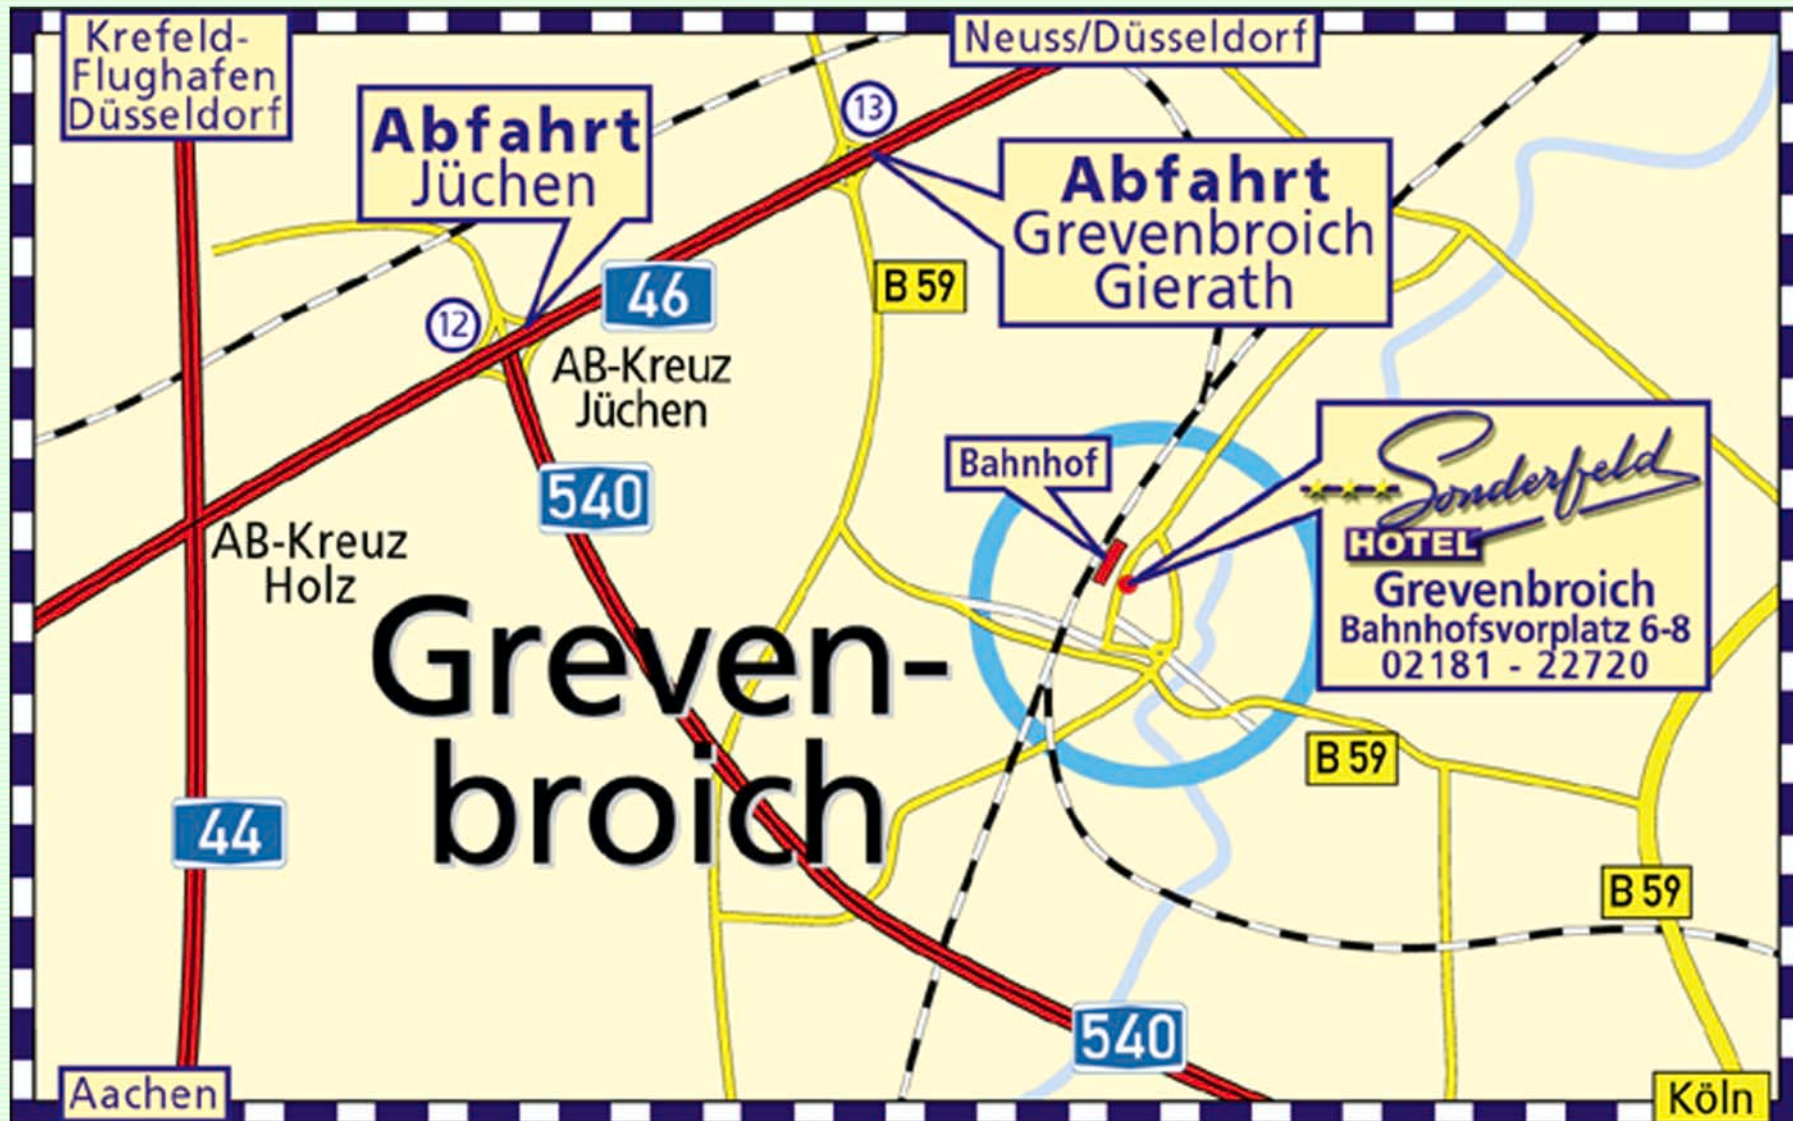 Krefeld-
Flughafen
Düsseldorf
Neuss/Düsseldorf
Abfahrt
Jüchen
13
Abfahrt
Grevenbroich
Gierath
46
B 59
12
AB-Kreuz
Jüchen
540
Bahnhof
Sonderfeld
HOTEL
Grevenbroich
Bahnhofsvorplatz 6-8
02181 - 22720
AB-Kreuz
Holz
Greven-
broich
B 59
44
B 59
540
Aachen
Köln